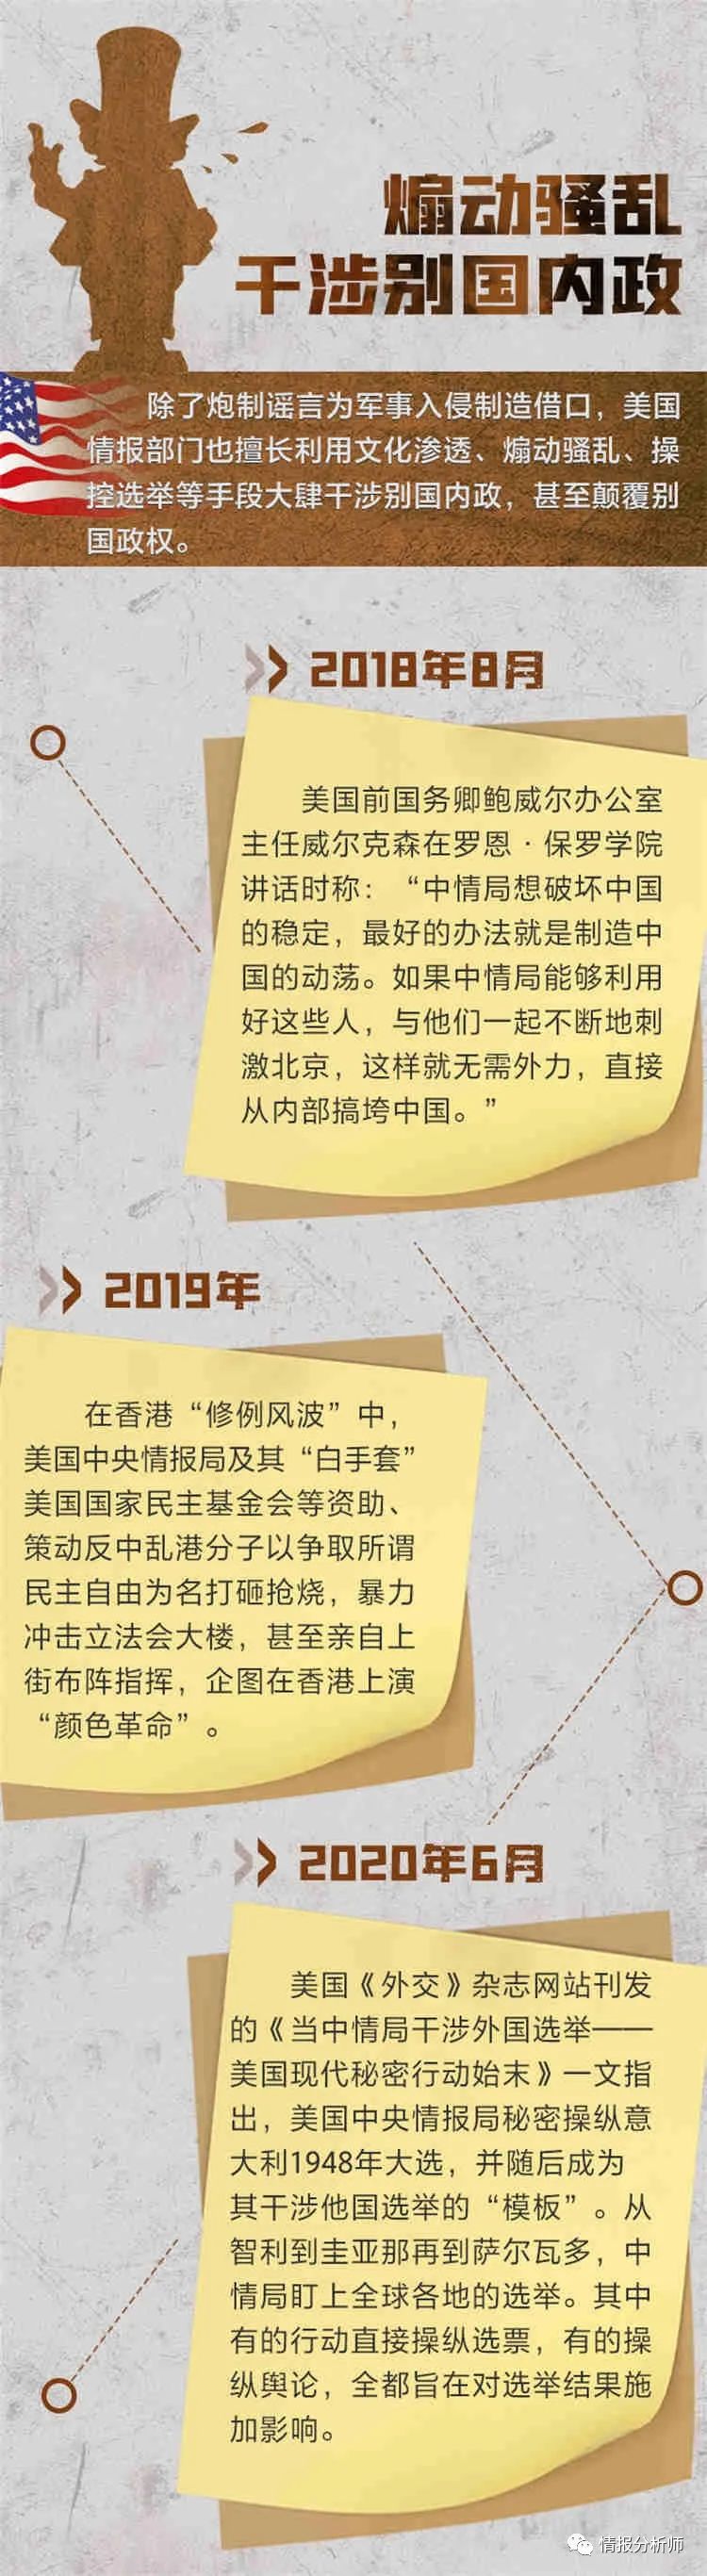 煽动骚乱
干涉别国内政
除了炮制谣言为军事入侵制造借口，美国
情报部门也擅长利用文化渗透、煽动骚乱、操
控选举等手段大肆干涉别国内政，甚至颠覆别
国政权。
2018年8月
美国前国务卿鲍威尔办公室
主任威尔克森在罗恩·保罗学院
讲话时称：“中情局想破坏中国
的稳定，最好的办法就是制造中
国的动荡。如果中情局能够利用
好这些人，与他们一起不断地刺
激北京，这样就无需外力，直接
从内部搞垮中国。”
2019年
在香港“修例风波”中，
美国中央情报局及其“白手套”
美国国家民主基金会等资助、
策动反中乱港分子以争取所谓
民主自由为名打砸抢烧，暴力
冲击立法会大楼，甚至亲自上
街布阵指挥，企图在香港上演
“颜色革命”。
2020年6月
美国《外交》杂志网站刊发
的《当中情局干涉外国选举——
美国现代秘密行动始末》一文指
出，美国中央情报局秘密操纵意
大利1948年大选，并随后成为
其干涉他国选举的“模板”。从
智利到圭亚那再到萨尔瓦多，中
情局盯上全球各地的选举。其中
有的行动直接操纵选票，有的操
纵舆论，全都旨在对选举结果施
加影响。
情报分析师